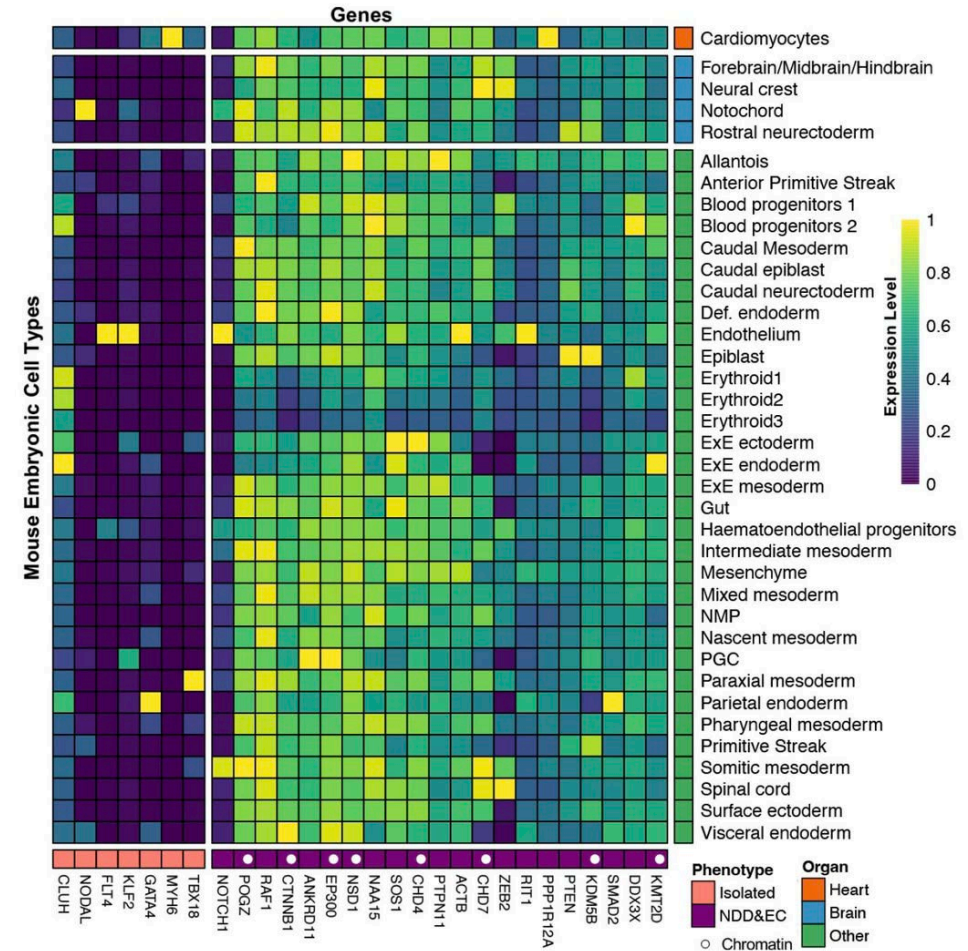 Genes
Cardiomyocytes
Forebrain/Midbrain/Hindbrain
Neural crest
Notochord
Rostral neurectoderm
Allantois
Anterior Primitive Streak
Blood progenitors 1
Blood progenitors 2
Caudal Mesoderm
Caudal epiblast
Caudal neurectoderm
Def. endoderm
Endothelium
Epiblast
Erythroid1
Erythroid2
Erythroid3
ExE ectoderm
ExE endoderm
ExE mesoderm
Gut
Haematoendothelial progenitors
Intermediate mesoderm
Mesenchyme
Mixed mesoderm
NMP
Nascent mesoderm
PGC
Paraxial mesoderm
Parietal endoderm
Pharyngeal mesoderm
Primitive Streak
Somitic mesoderm
Spinal cord
Surface ectoderm
Visceral endoderm
Mouse Embryonic Cell Types
Expression Level
1
0.8
0.6
0.4
0.2
0
CLUH
NODAL
FLT4
KLF2
GATA4
MYH6
TBX18
NOTCH1
POGZ
RAF1
CTNNB1
ANKRD11
EP300
NSD1
NAA15
SOS1
CHD4
PTPN11
ACTB
CHD7
ZEB2
RIT1
PPP1R12A
PTEN
KDM5B
SMAD2
DDX3X
KMT2D
Phenotype
Isolated
NDD&EC
Chromatin
Organ
Heart
Brain
Other